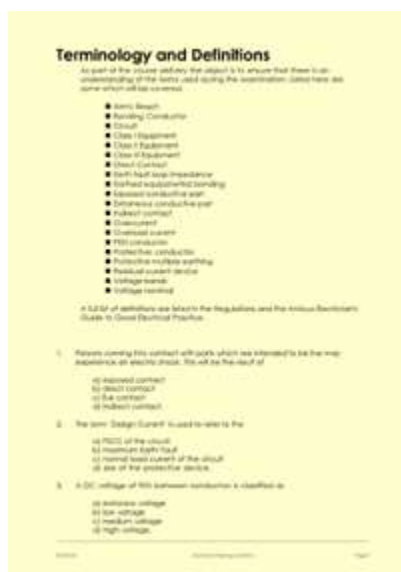 Terminology and Definitions
As part of the course delivery the object is to ensure that there is an
understanding of the terms used during the examination. Listed here are
some which will be covered.
Arm's Reach
Bonding Conductor
Circuit
Class I Equipment
Class II Equipment
Class III Equipment
Direct Contact
Earth fault loop impedance
Earthed equipotential bonding
Exposed conductive part
Extraneous conductive part
Indirect contact
Overcurrent
Overload current
PEN conductor
Protective conductor
Protective multiple earthing
Residual current device
Voltage bands
Voltage nominal
A full list of definitions are listed in the Regulations and the
Guide to Good Electrical Practice.
1. Persons coming into contact with parts which are intended to be live may
experience an electric shock. This will be the result of
a) exposed contact
b) direct contact
c) live contact
d) indirect contact
2. The term 'Design Current' is used to refer to the
a) PSCC of the circuit
b) maximum Earth fault
c) normal load current of the circuit
d) size of the protective device.
3. A DC voltage of between conductor is classified as
a) extra-low voltage
b) low voltage
c) medium voltage
d) high voltage.